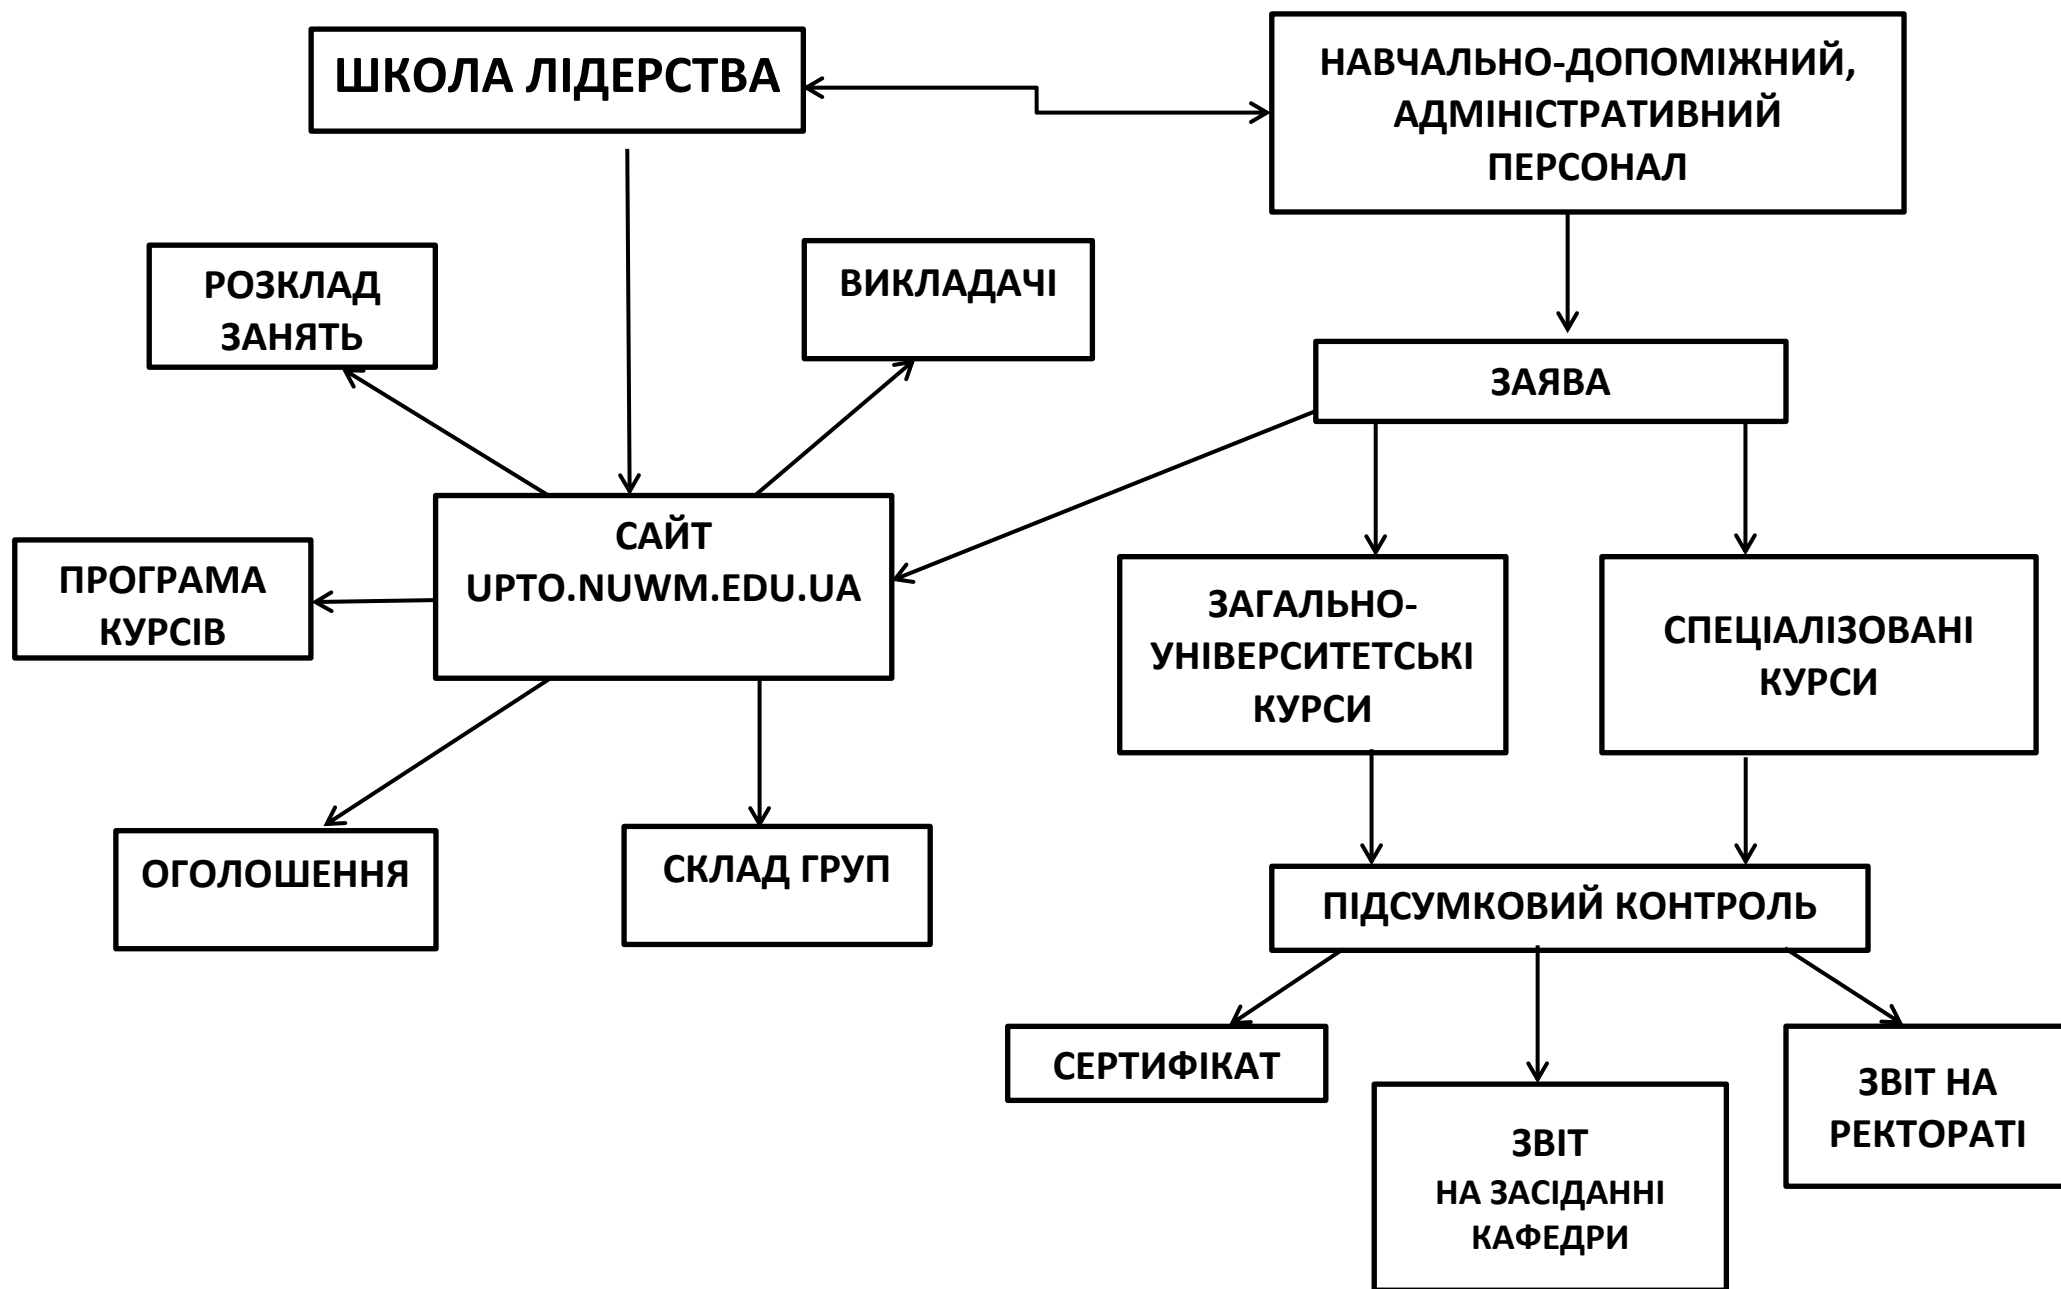 ШКОЛА ЛІДЕРСТВА
НАВЧАЛЬНО-ДОПОМІЖНИЙ,
АДМІНІСТРАТИВНИЙ
ПЕРСОНАЛ
РОЗКЛАД
ЗАНЯТЬ
ВИКЛАДАЧІ
ЗАЯВА
САЙТ
UPTO.NUWM.EDU.UA
ПРОГРАМА
КУРСІВ
ЗАГАЛЬНО-
УНІВЕРСИТЕТСЬКІ
КУРСИ
СПЕЦІАЛІЗОВАНІ
КУРСИ
ОГОЛОШЕННЯ
СКЛАД ГРУП
ПІДСУМКОВИЙ КОНТРОЛЬ
СЕРТИФІКАТ
ЗВІТ
НА ЗАСІДАННІ
КАФЕДРИ
ЗВІТ НА
РЕКТОРАТІ